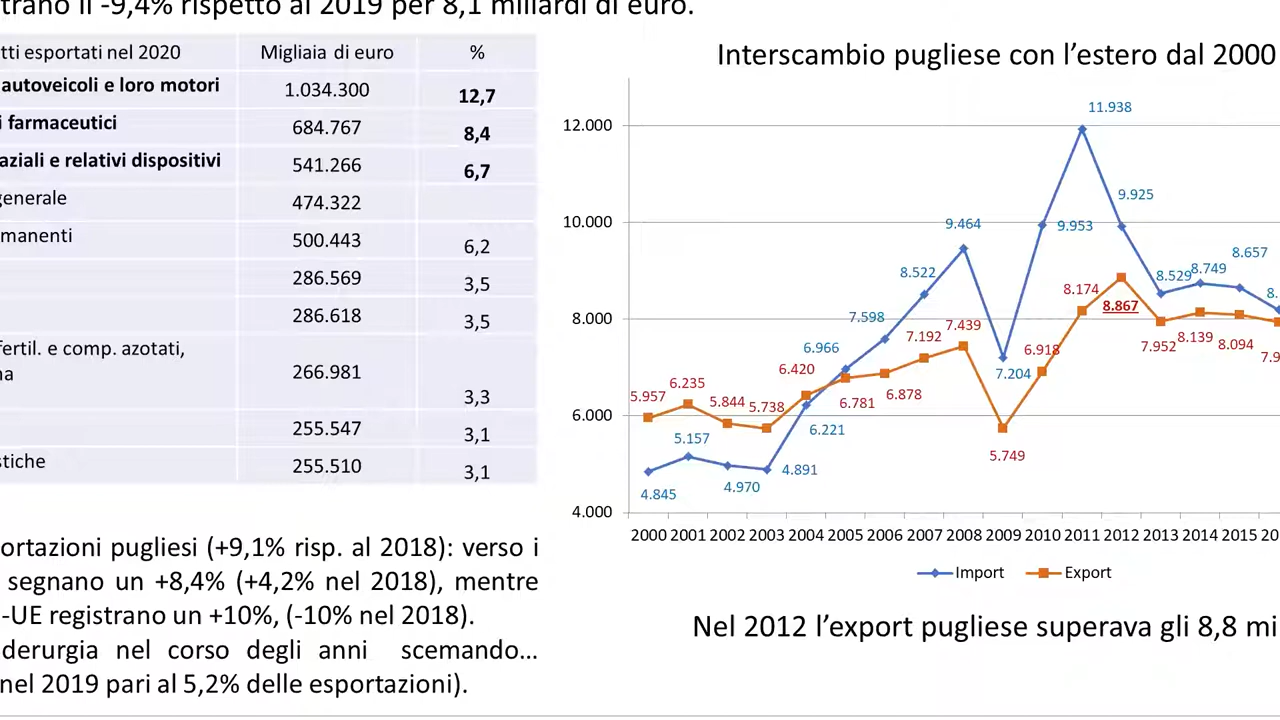 trano il -9,4% rispetto al 2019 per 8,1 miliardi di euro.
tti esportati nel 2020 Migliaia di euro %
autoveicoli e loro motori 1.034.300 12,7
i farmaceutici 684.767 8,4
aziali e relativi dispositivi 541.266 6,7
generale 474.322
manenti 500.443 6,2
286.569 3,5
286.618 3,5
fertil. e comp. azotati,
na 266.981 3,3
255.547 3,1
stiche 255.510 3,1
ortazioni pugliesi (+9,1% risp. al 2018): verso i
segnano un +8,4% (+4,2% nel 2018), mentre
-UE registrano un +10%, (-10% nel 2018).
derurgia nel corso degli anni scemando...
nel 2019 pari al 5,2% delle esportazioni).
Interscambio pugliese con l'estero dal 2000
12.000
10.000
8.000
6.000
4.000
11.938
9.925
9.464
9.953
8.657
8.522
8.529
8.749
8.
8.174
8.867
7.598
7.192
7.439
6.966
6.918
7.952
8.139
8.094
7.9
7.204
6.420
6.235
5.957
5.844
5.738
6.781
6.878
6.221
5.157
5.749
4.891
4.970
4.845
2000 2001 2002 2003 2004 2005 2006 2007 2008 2009 2010 2011 2012 2013 2014 2015 20
Import Export
Nel 2012 l'export pugliese superava gli 8,8 mi